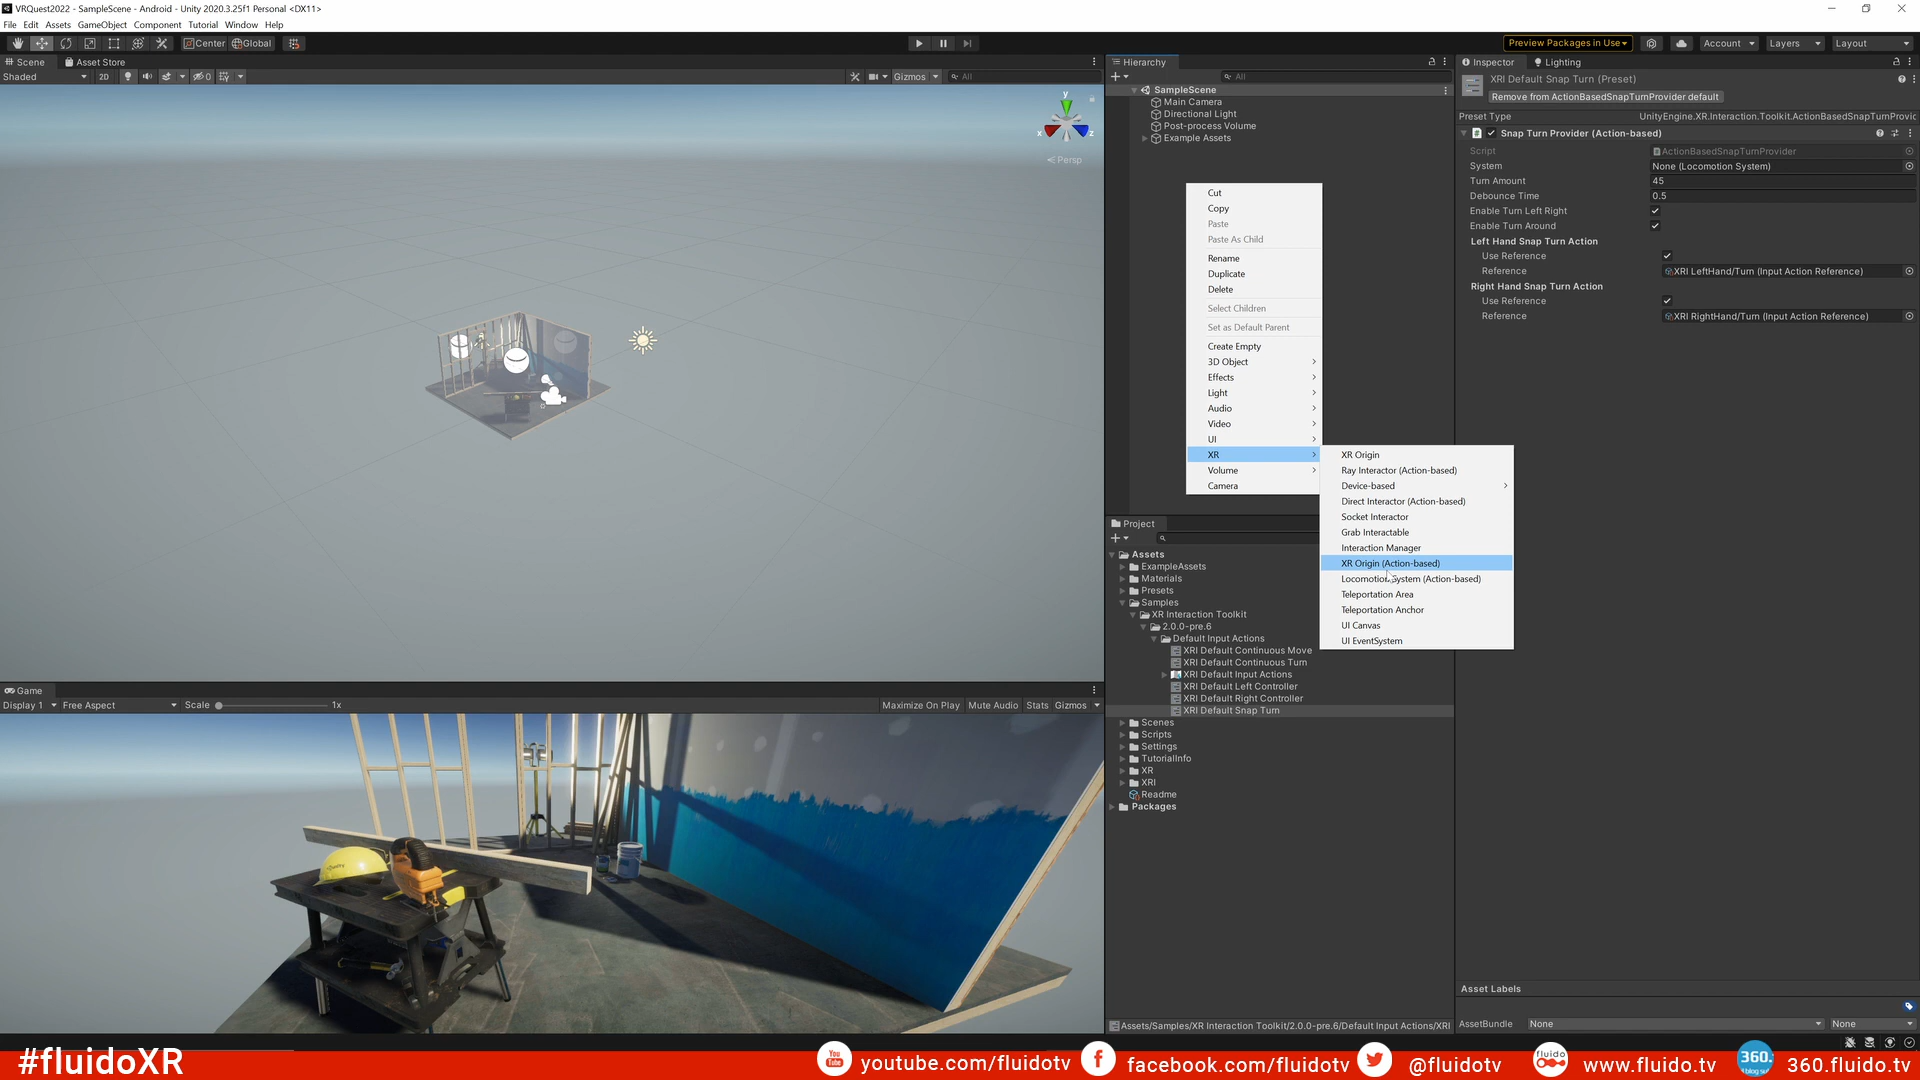 VRQuest2022 - SampleScene - Android - Unity 2020.3.25f1 Personal <DX11>
File Edit Assets GameObject Component Tutorial Window Help
Center Global
Preview Packages in Use Account Layers Layout
Scene Asset Store
Shaded 2D 0 Gizmos All
y
x z
Persp
Hierarchy
All
SampleScene
Main Camera
Directional Light
Post-process Volume
Example Assets
Cut
Copy
Paste
Paste As Child
Rename
Duplicate
Delete
Select Children
Set as Default Parent
Create Empty
3D Object
Effects
Light
Audio
Video
UI
XR
Volume
Camera
XR Origin
Ray Interactor (Action-based)
Device-based
Direct Interactor (Action-based)
Socket Interactor
Grab Interactable
Interaction Manager
XR Origin (Action-based)
Locomotion System (Action-based)
Teleportation Area
Teleportation Anchor
UI Canvas
UI EventSystem
Project
Assets
ExampleAssets
Materials
Presets
Samples
XR Interaction Toolkit
2.0.0-pre.6
Default Input Actions
XRI Default Continuous Move
XRI Default Continuous Turn
XRI Default Input Actions
XRI Default Left Controller
XRI Default Right Controller
XRI Default Snap Turn
Scenes
Scripts
Settings
TutorialInfo
XR
XRI
Readme
Packages
Assets/Samples/XR Interaction Toolkit/2.0.0-pre.6/Default Input Actions/XRI
Inspector Lighting
XRI Default Snap Turn (Preset)
Remove from ActionBasedSnapTurnProvider default
Preset Type UnityEngine.XR.Interaction.Toolkit.ActionBasedSnapTurnProvic
Snap Turn Provider (Action-based)
Script ActionBasedSnapTurnProvider
System None (Locomotion System)
Turn Amount 45
Debounce Time 0.5
Enable Turn Left Right
Enable Turn Around
Left Hand Snap Turn Action
Use Reference
Reference XRI LeftHand/Turn (Input Action Reference)
Right Hand Snap Turn Action
Use Reference
Reference XRI RightHand/Turn (Input Action Reference)
Asset Labels
AssetBundle None None
Game
Display 1 Free Aspect Scale 1x Maximize On Play Mute Audio Stats Gizmos
#fluidoXR
You Tube youtube.com/fluidotv
f facebook.com/fluidotv
@fluidotv
fluido www.fluido.tv
360. 360.fluido.tv